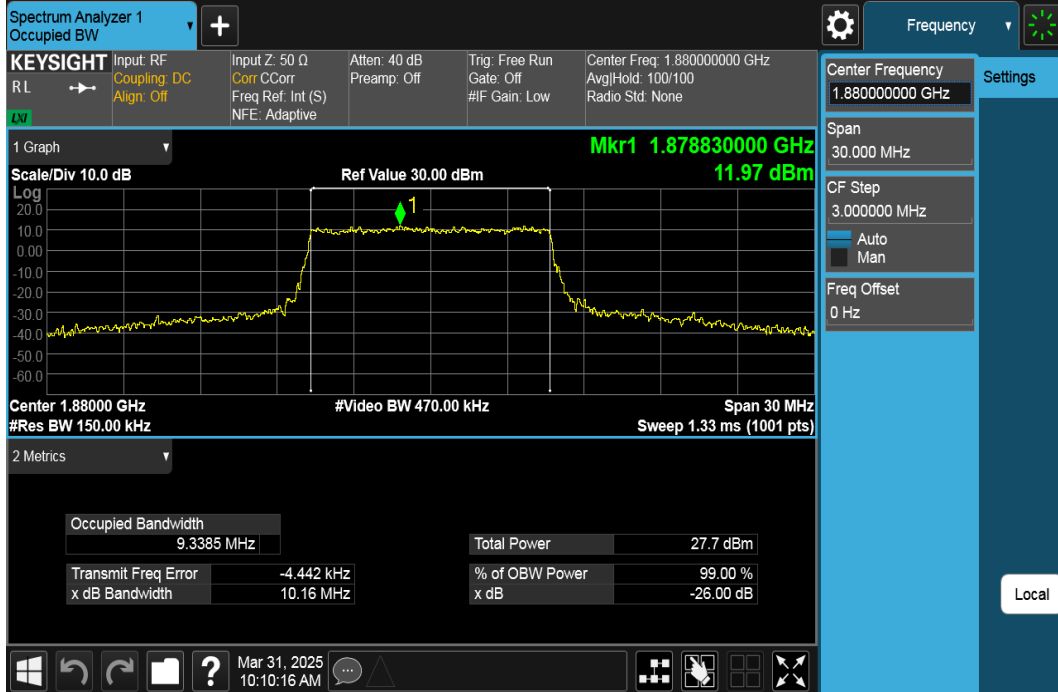 Spectrum Analyzer 1
Occupied BW
Frequency
KEYSIGHT
RL
LXI
Input: RF
Coupling: DC
Align: Off
Input Z: 50 Ω
Corr CCorr
Freq Ref: Int (S)
NFE: Adaptive
Atten: 40 dB
Preamp: Off
Trig: Free Run
Gate: Off
#IF Gain: Low
Center Freq: 1.880000000 GHz
Avg|Hold: 100/100
Radio Std: None
Center Frequency
1.880000000 GHz
Settings
Span
30.000 MHz
CF Step
3.000000 MHz
Auto
Man
Freq Offset
0 Hz
Local
1 Graph
Mkr1 1.878830000 GHz
11.97 dBm
Scale/Div 10.0 dB
Ref Value 30.00 dBm
Log
1
20.0
10.0
0.00
-10.0
-20.0
-30.0
-40.0
-50.0
-60.0
Center 1.88000 GHz
#Video BW 470.00 kHz
Span 30 MHz
#Res BW 150.00 kHz
Sweep 1.33 ms (1001 pts)
2 Metrics
Occupied Bandwidth
9.3385 MHz
Total Power 27.7 dBm
Transmit Freq Error -4.442 kHz
% of OBW Power 99.00 %
x dB Bandwidth 10.16 MHz
x dB -26.00 dB
?
Mar 31, 2025
10:10:16 AM